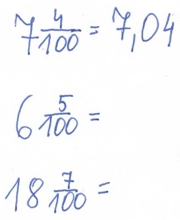 7 4/100 = 7,04
6 5/100 =
18 7/100 =